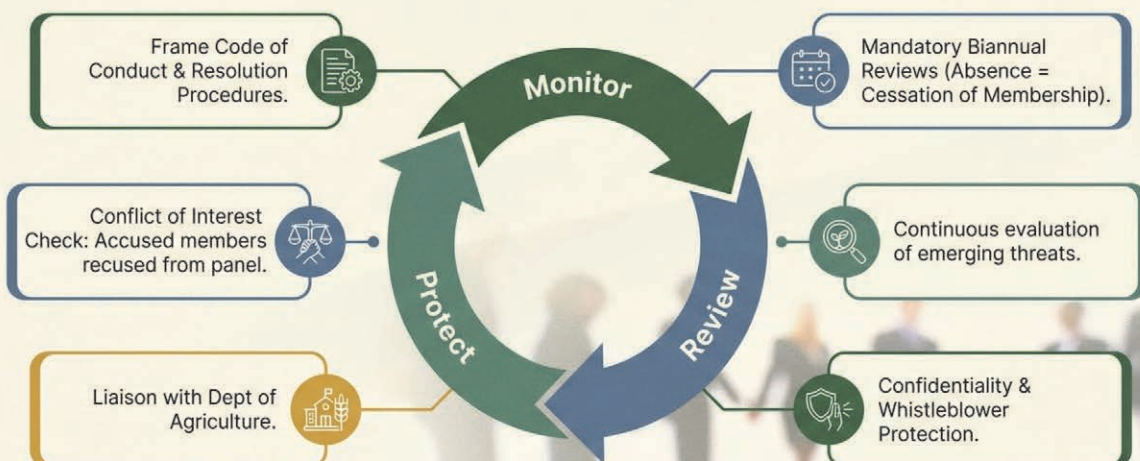 Frame Code of
Conduct & Resolution
Procedures.
Monitor
Mandatory Biannual
Reviews (Absence =
Cessation of Membership).
Conflict of Interest
Check: Accused members
recused from panel.
Continuous evaluation
of emerging threats.
Protect
Review
Liaison with Dept of
Agriculture.
Confidentiality &
Whistleblower
Protection.